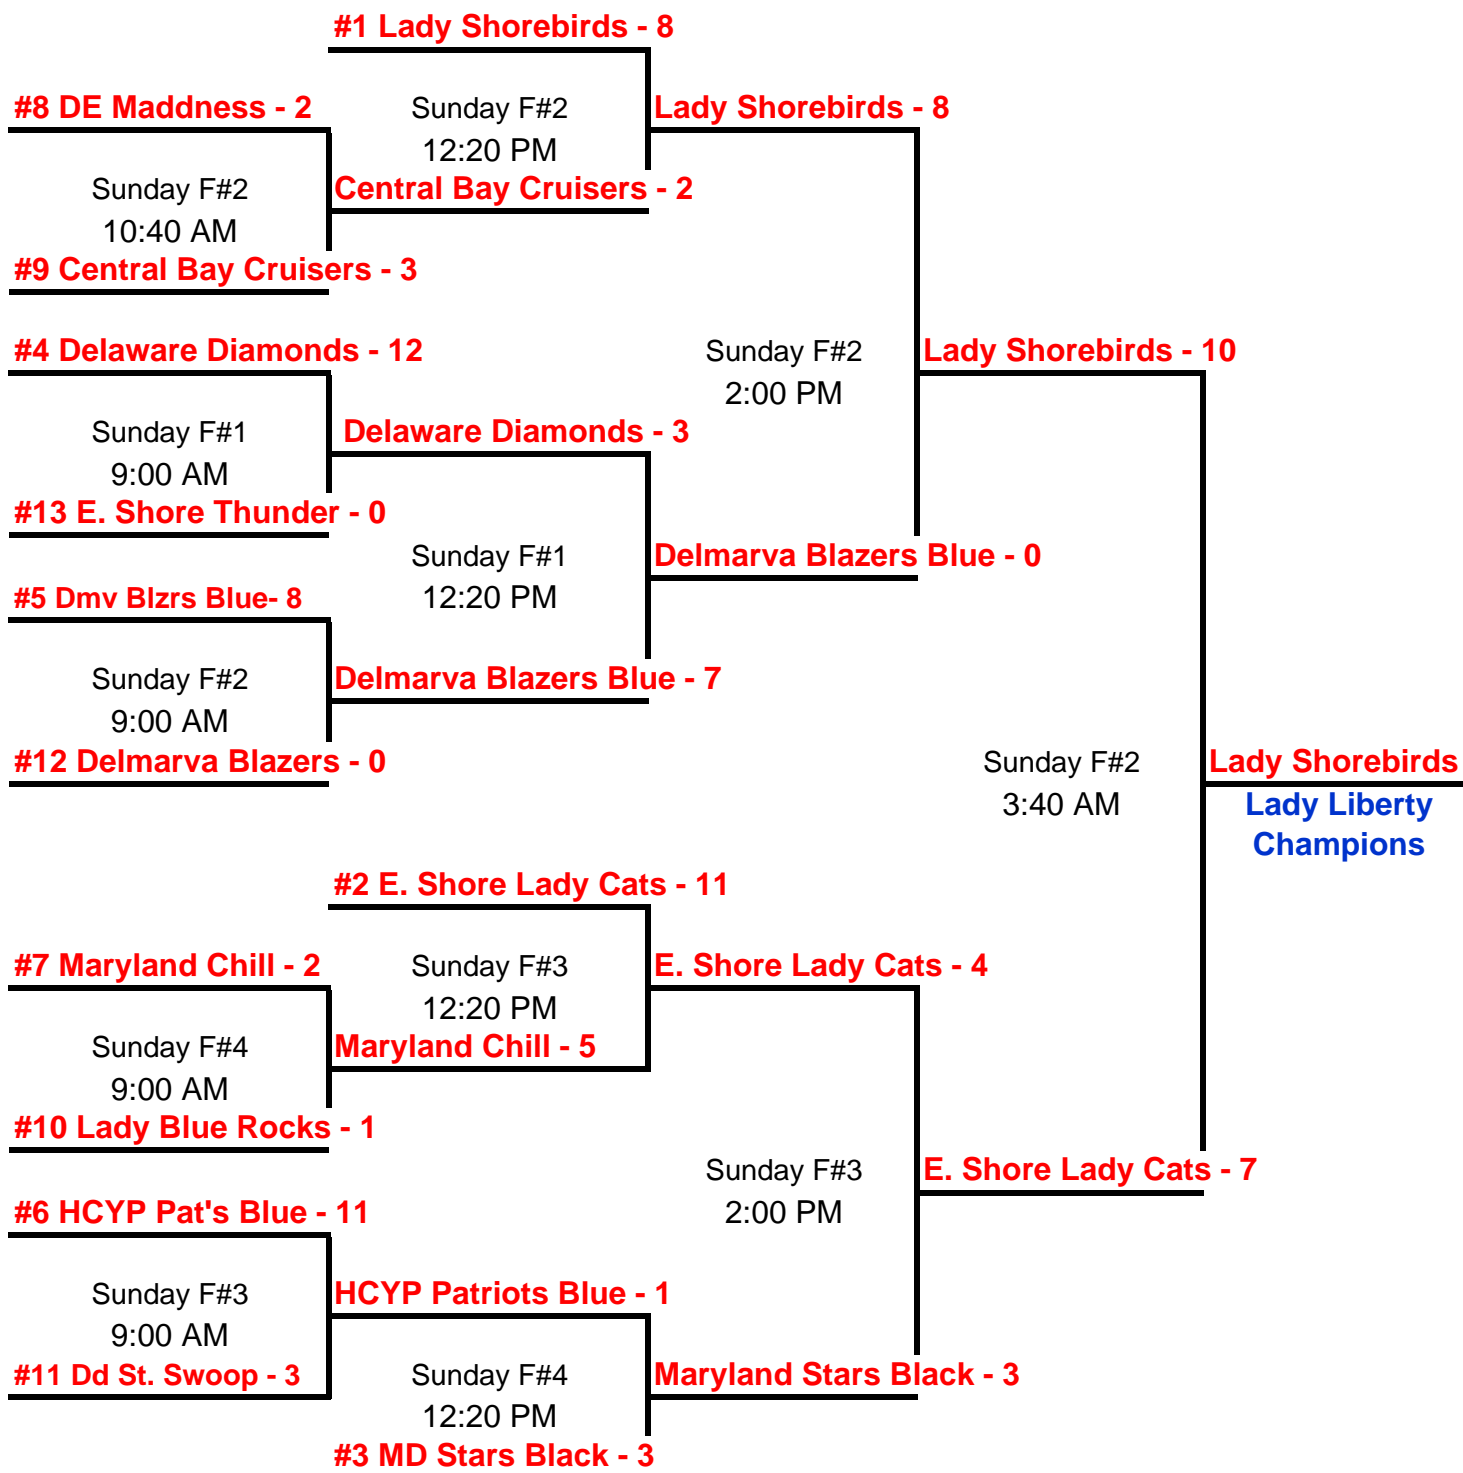 #1 Lady Shorebirds - 8
#8 DE Maddness - 2
Sunday F#2
12:20 PM
Lady Shorebirds - 8
Sunday F#2
10:40 AM
Central Bay Cruisers - 2
#9 Central Bay Cruisers - 3
#4 Delaware Diamonds - 12
Sunday F#2
2:00 PM
Lady Shorebirds - 10
Sunday F#1
9:00 AM
Delaware Diamonds - 3
#13 E. Shore Thunder - 0
Sunday F#1
12:20 PM
Delmarva Blazers Blue - 0
#5 Dmv Blzrs Blue- 8
Sunday F#2
9:00 AM
Delmarva Blazers Blue - 7
#12 Delmarva Blazers - 0
Sunday F#2
3:40 AM
Lady Shorebirds
Lady Liberty
Champions
#2 E. Shore Lady Cats - 11
#7 Maryland Chill - 2
Sunday F#3
12:20 PM
E. Shore Lady Cats - 4
Sunday F#4
9:00 AM
Maryland Chill - 5
#10 Lady Blue Rocks - 1
Sunday F#3
2:00 PM
E. Shore Lady Cats - 7
#6 HCYP Pat's Blue - 11
Sunday F#3
9:00 AM
HCYP Patriots Blue - 1
#11 Dd St. Swoop - 3
Sunday F#4
12:20 PM
Maryland Stars Black - 3
#3 MD Stars Black - 3